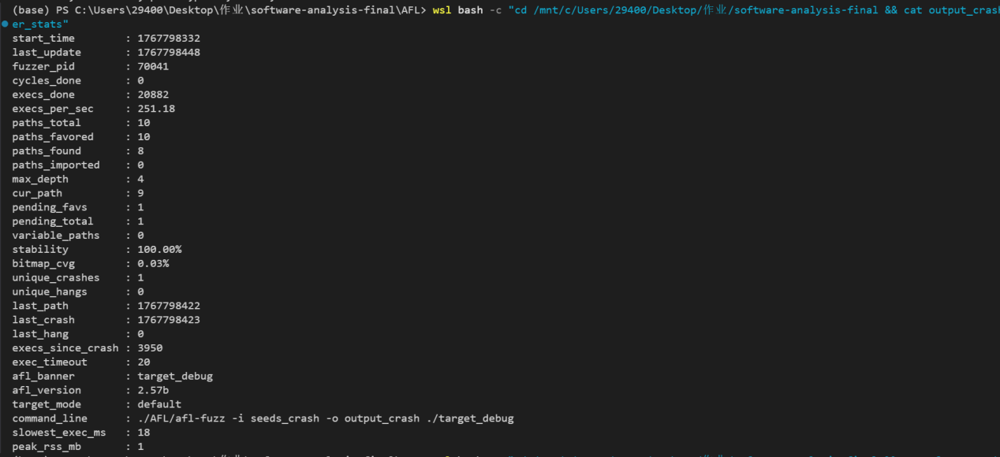 (base) PS C:\Users\29400\Desktop\作业\software-analysis-final\AFL> wsl bash -c "cd /mnt/c/Users/29400/Desktop/作业/software-analysis-final && cat output_crash
er_stats"
start_time : 1767798332
last_update : 1767798448
fuzzer_pid : 70041
cycles_done : 0
execs_done : 20882
execs_per_sec : 251.18
paths_total : 10
paths_favored : 10
paths_found : 8
paths_imported : 0
max_depth : 4
cur_path : 9
pending_favs : 1
pending_total : 1
variable_paths : 0
stability : 100.00%
bitmap_cvg : 0.03%
unique_crashes : 1
unique_hangs : 0
last_path : 1767798422
last_crash : 1767798423
last_hang : 0
execs_since_crash : 3950
exec_timeout : 20
afl_banner : target_debug
afl_version : 2.57b
target_mode : default
command_line : ./AFL/afl-fuzz -i seeds_crash -o output_crash ./target_debug
slowest_exec_ms : 18
peak_rss_mb : 1